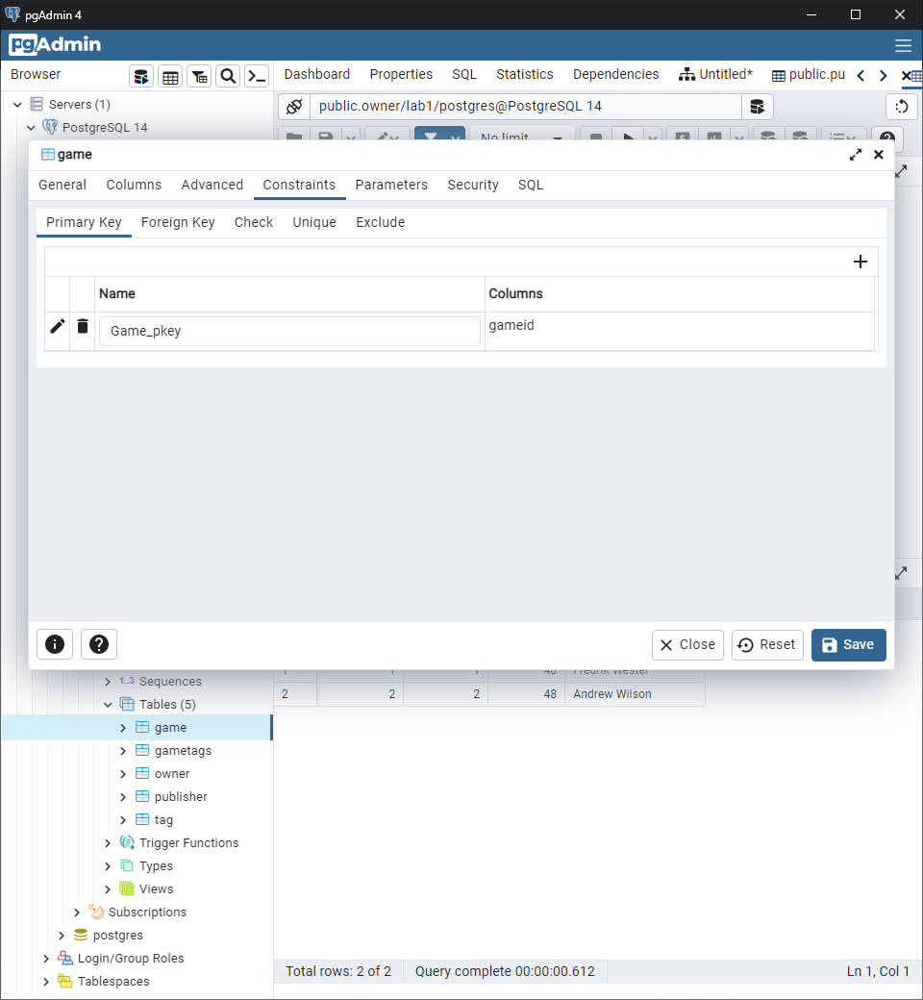 pgAdmin 4
pgAdmin
Browser
Dashboard Properties SQL Statistics Dependencies Untitled* public.pu
Servers (1)
PostgreSQL 14
public.owner/lab1/postgres@PostgreSQL 14
No limit
game
General Columns Advanced Constraints Parameters Security SQL
Primary Key Foreign Key Check Unique Exclude
Name Columns
Game_pkey gameid
Close Reset Save
1 1 1 48 Fredrik Wester
2 2 2 48 Andrew Wilson
1..3 Sequences
Tables (5)
game
gametags
owner
publisher
tag
Trigger Functions
Types
Views
Subscriptions
postgres
Login/Group Roles
Tablespaces
Total rows: 2 of 2 Query complete 00:00:00.612 Ln 1, Col 1